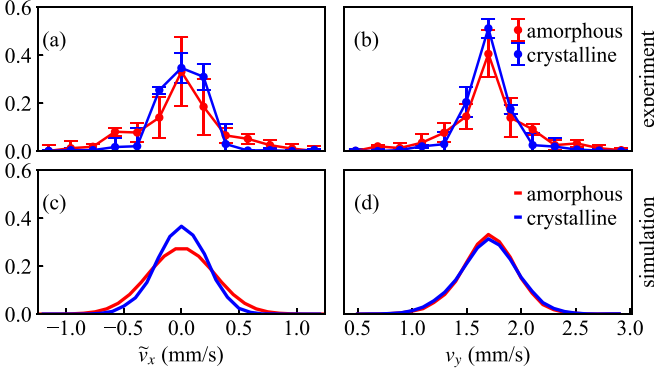 0.6
0.4
0.2
0.0
(a)
(b)
amorphous
crystalline
experiment
0.6
0.4
0.2
0.0
(c)
(d)
amorphous
crystalline
simulation
−1.0 −0.5 0.0 0.5 1.0
0.5 1.0 1.5 2.0 2.5 3.0
ṽx (mm/s)
vy (mm/s)